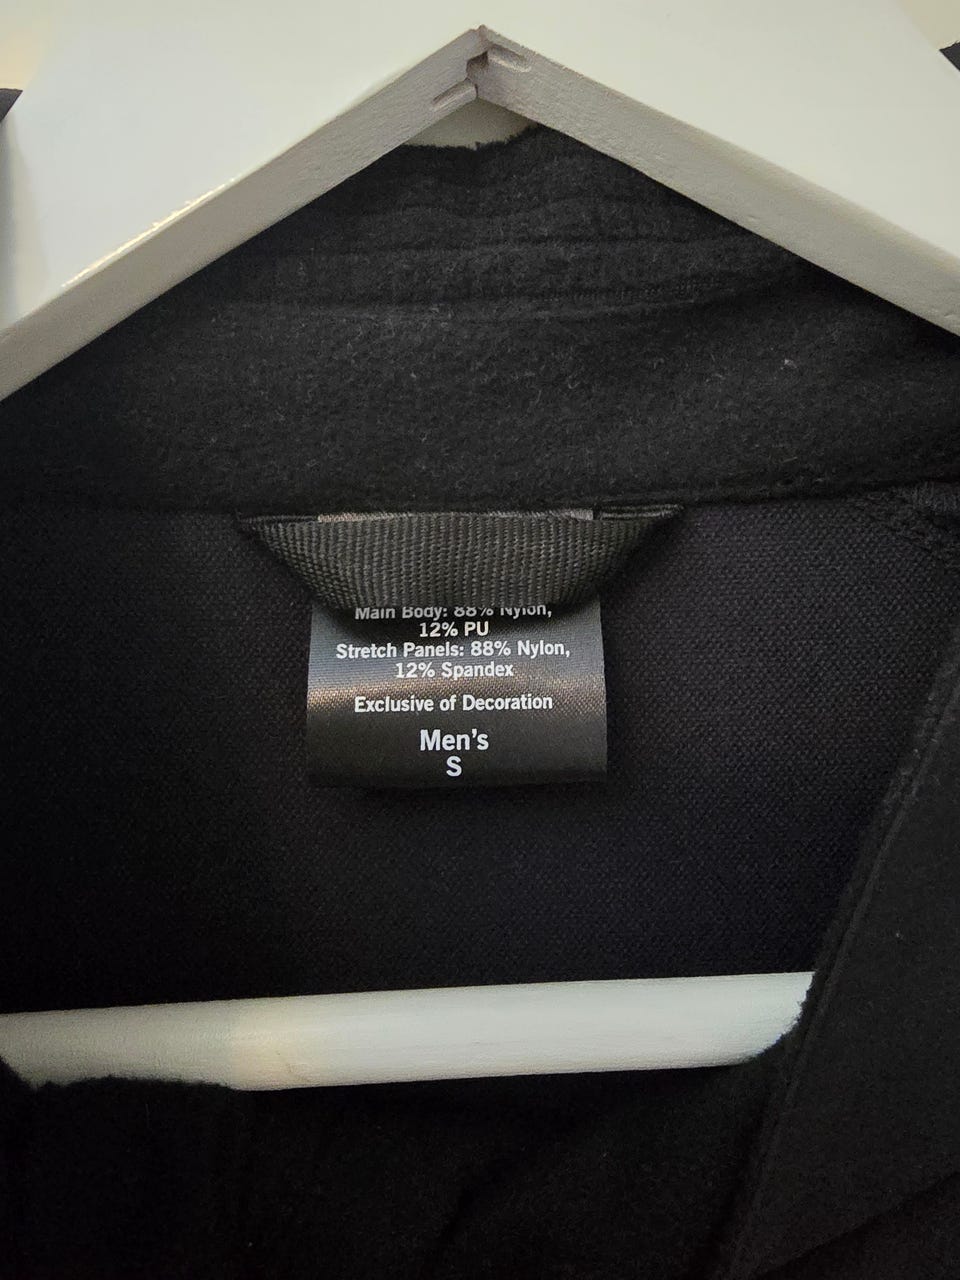 Main Body: 88% Nylon,
12% PU
Stretch Panels: 88% Nylon,
12% Spandex
Exclusive of Decoration
Men's
S